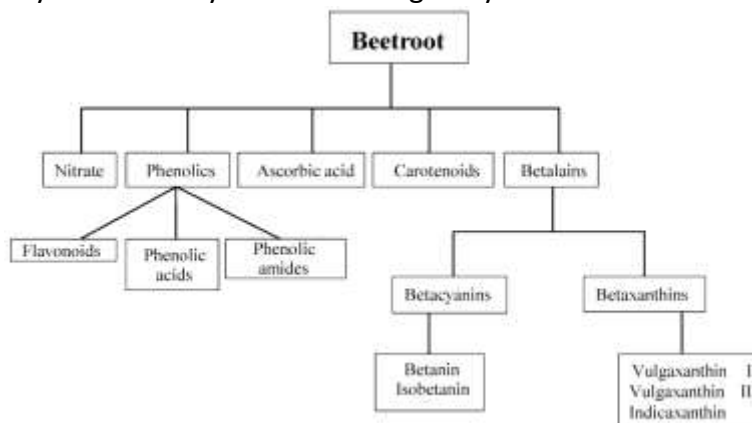 Beetroot
Nitrate
Phenolics
Ascorbic acid
Carotenoids
Betalains
Flavonoids
Phenolic
acids
Phenolic
amides
Betacyanins
Betaxanthins
Betanin
Isobetanin
Vulgaxanthin I
Vulgaxanthin II
Indicaxanthin